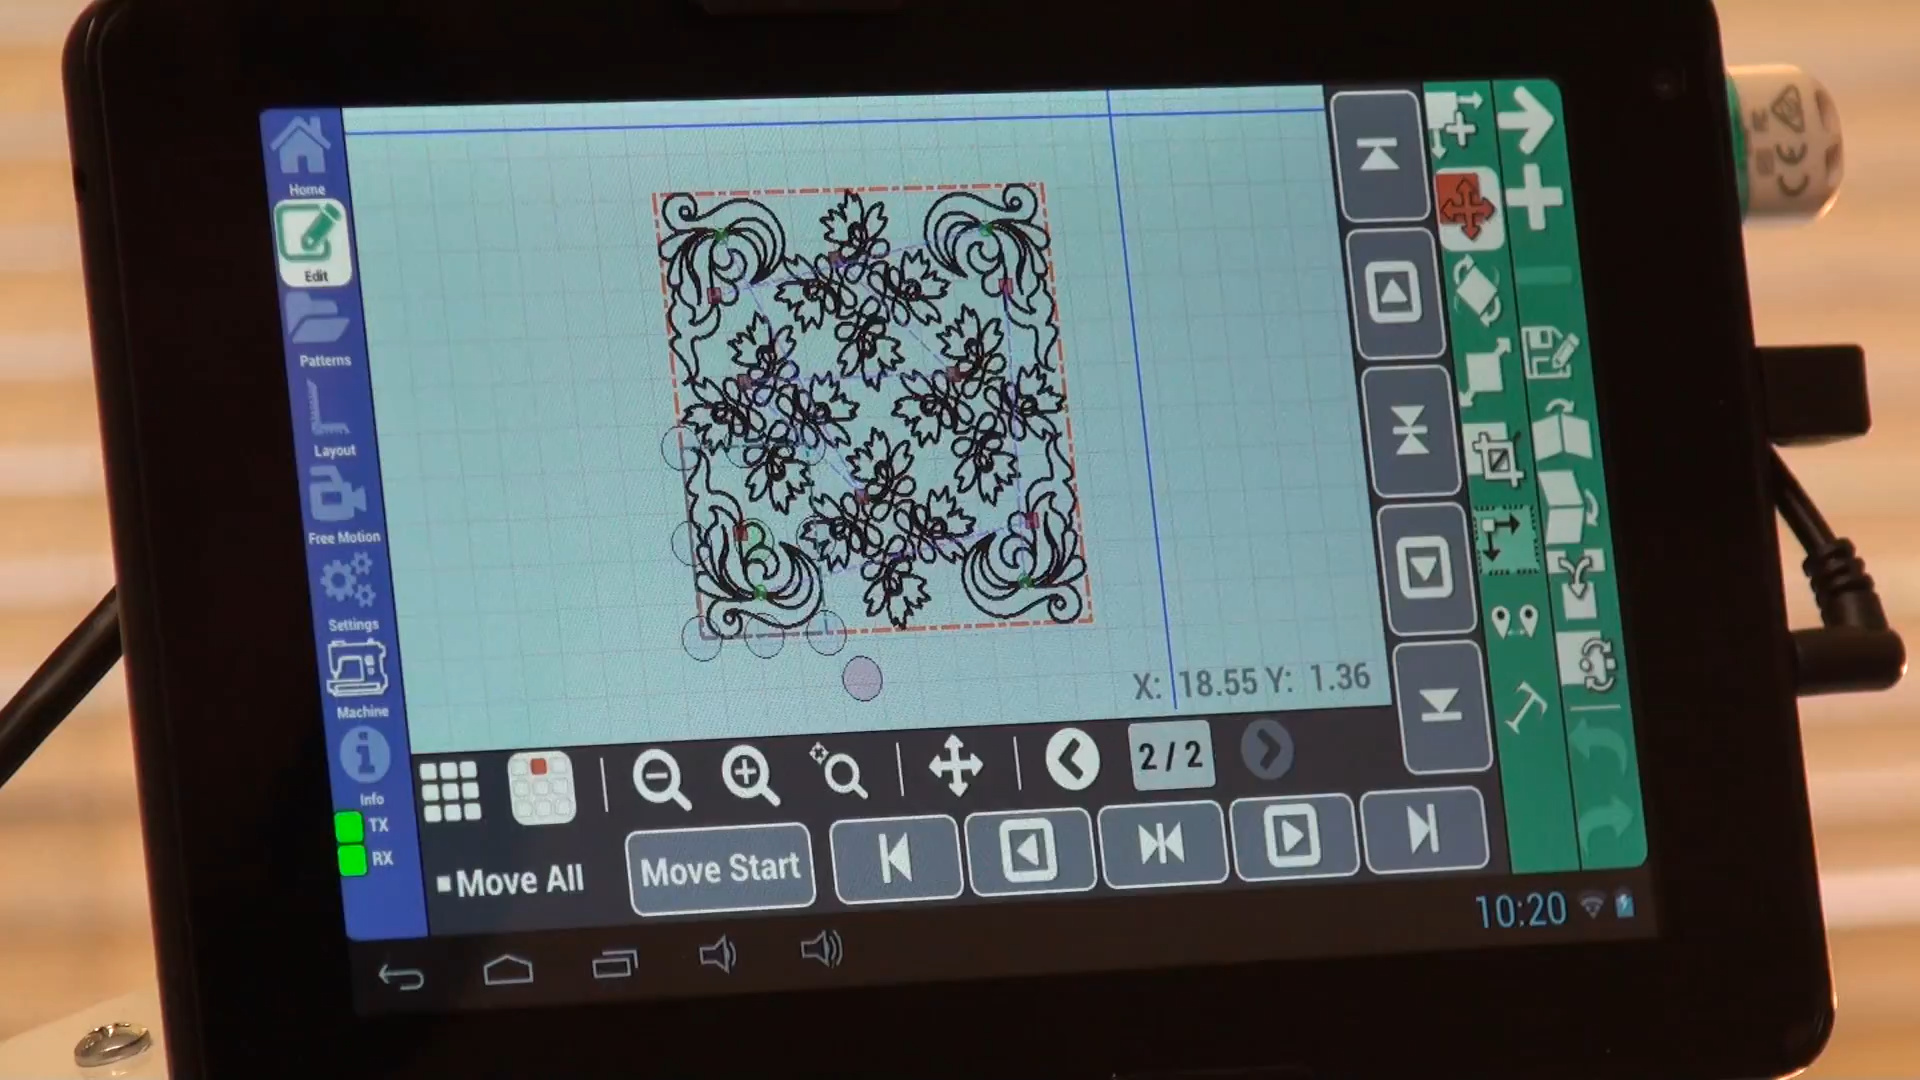 Home
Edit
Patterns
Layout
Free Motion
Settings
Machine
Info
TX
RX
X: 18.55 Y: 1.36
2 / 2
Move All
Move Start
10:20
CE